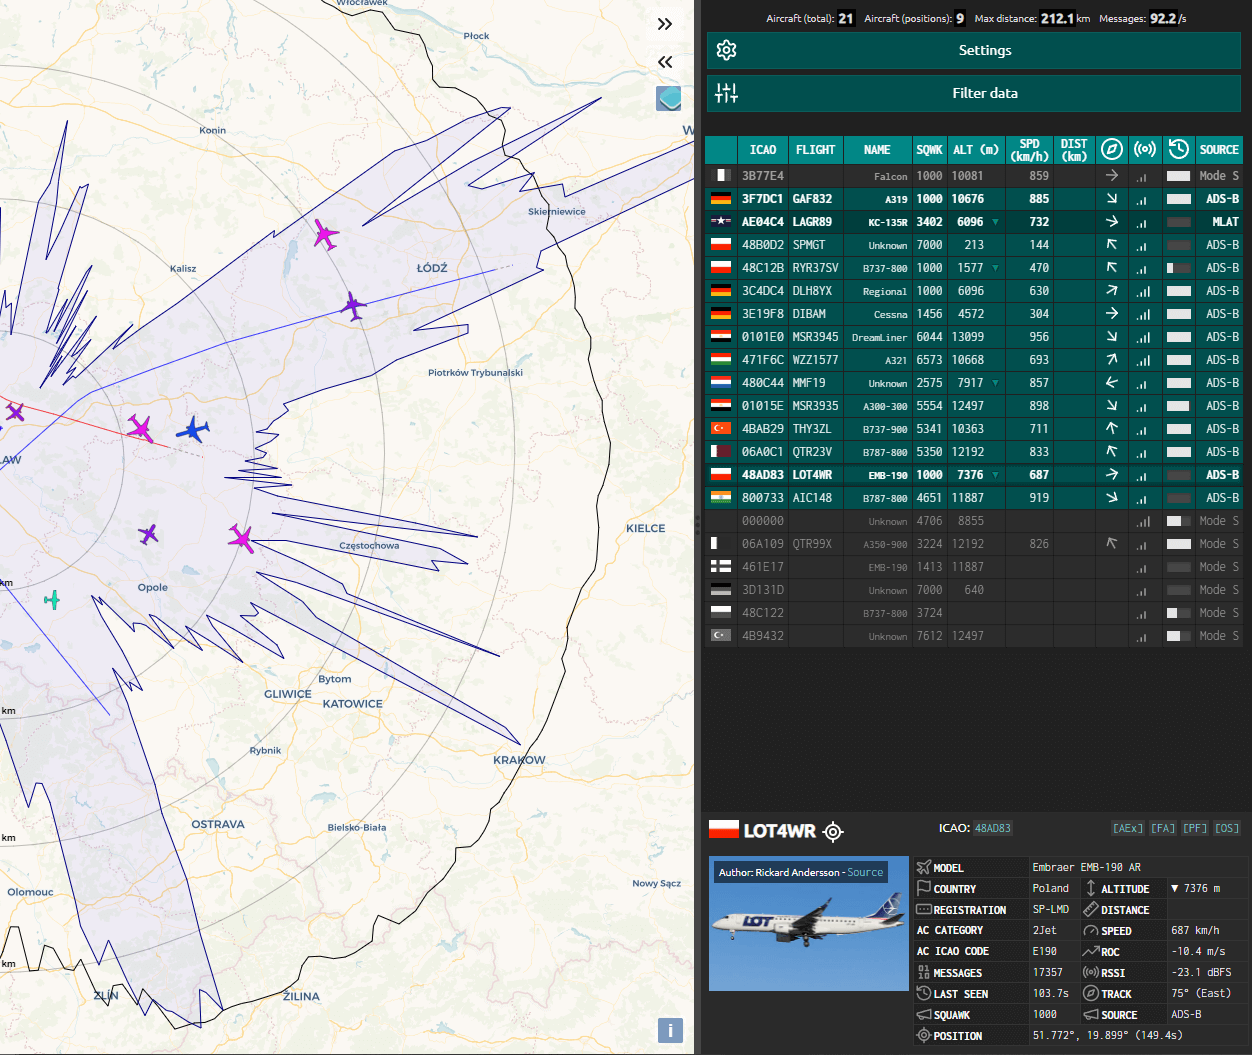 Włocławek
Płock
Konin
Skierniewice
Kalisz
ŁÓDŹ
Piotrków Trybunalski
KIELCE
Częstochowa
Opole
km
Bytom
GLIWICE
KATOWICE
km
Rybnik
KRAKOW
OSTRAVA
Bielsko-Biała
km
Olomouc
Nowy Sącz
km
ZLÍN
ŽILINA
i
Aircraft (total): 21 Aircraft (positions): 9 Max distance: 212.1 km Messages: 92.2 /s
Settings
Filter data
ICAO FLIGHT NAME SQWK ALT (m) SPD (km/h) DIST (km) SOURCE
3B77E4 Falcon 1000 10081 859 Mode S
3F7DC1 GAF832 A319 1000 10676 885 ADS-B
AE04C4 LAGR89 KC-135R 3402 6096 ▼ 732 MLAT
48B0D2 SPMGT Unknown 7000 213 144 ADS-B
48C12B RYR37SV B737-800 1000 1577 ▼ 470 ADS-B
3C4DC4 DLH8YX Regional 1000 6096 630 ADS-B
3E19F8 DIBAM Cessna 1456 4572 304 ADS-B
0101E0 MSR3945 DreamLiner 6044 13099 956 ADS-B
471F6C WZZ1577 A321 6573 10668 693 ADS-B
480C44 MMF19 Unknown 2575 7917 ▼ 857 ADS-B
01015E MSR3935 A300-300 5554 12497 898 ADS-B
4BAB29 THY3ZL B737-900 5341 10363 711 ADS-B
06A0C1 QTR23V B787-800 5350 12192 833 ADS-B
48AD83 LOT4WR EMB-190 1000 7376 ▼ 687 ADS-B
800733 AIC148 B787-800 4651 11887 919 ADS-B
000000 Unknown 4706 8855 Mode S
06A109 QTR99X A350-900 3224 12192 826 Mode S
461E17 EMB-190 1413 11887 Mode S
3D131D Unknown 7000 640 Mode S
48C122 B737-800 3724 Mode S
4B9432 Unknown 7612 12497 Mode S
LOT4WR ICAO: 48AD83 [AEx] [FA] [PF] [OS]
Author: Rickard Andersson - Source
LOT
MODEL Embraer EMB-190 AR
COUNTRY Poland ALTITUDE ▼ 7376 m
REGISTRATION SP-LMD DISTANCE
AC CATEGORY 2Jet SPEED 687 km/h
AC ICAO CODE E190 ROC -10.4 m/s
MESSAGES 17357 RSSI -23.1 dBFS
LAST SEEN 103.7s TRACK 75° (East)
SQUAWK 1000 SOURCE ADS-B
POSITION 51.772°, 19.899° (149.4s)